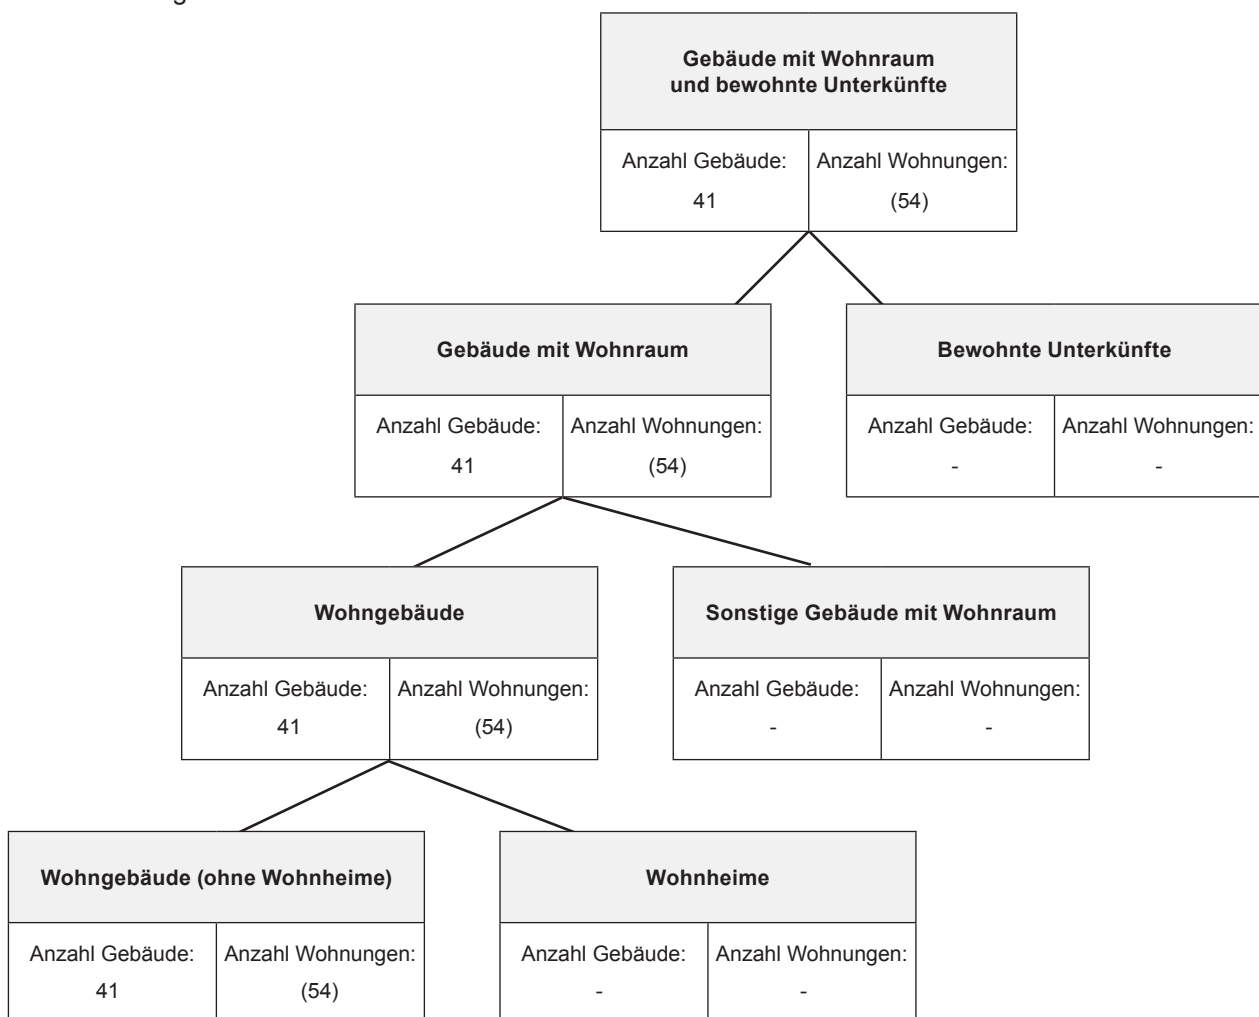 Gebäude mit Wohnraum
und bewohnte Unterkünfte
Anzahl Gebäude: Anzahl Wohnungen:
41 (54)
Gebäude mit Wohnraum
Anzahl Gebäude: Anzahl Wohnungen:
41 (54)
Bewohnte Unterkünfte
Anzahl Gebäude: Anzahl Wohnungen:
- -
Wohngebäude
Anzahl Gebäude: Anzahl Wohnungen:
41 (54)
Sonstige Gebäude mit Wohnraum
Anzahl Gebäude: Anzahl Wohnungen:
- -
Wohngebäude (ohne Wohnheime)
Anzahl Gebäude: Anzahl Wohnungen:
41 (54)
Wohnheime
Anzahl Gebäude: Anzahl Wohnungen:
- -